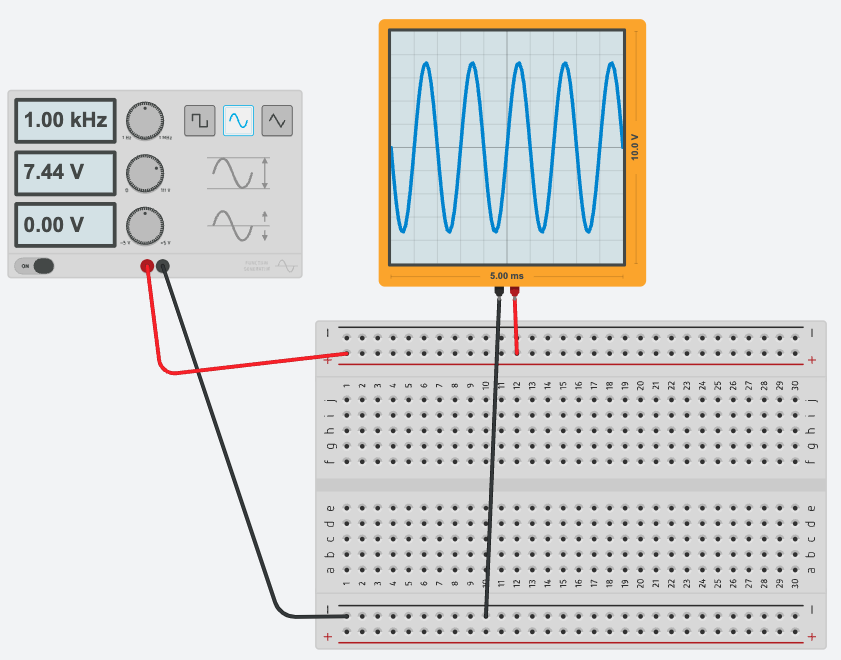 1.00 kHz
1 Hz
1 MHz
7.44 V
0
10 V
0.00 V
-5 V
+5 V
ON
FUNCTION
GENERATOR
10.0 V
5.00 ms
– –
+ +
1 2 3 4 5 6 7 8 9 10 11 12 13 14 15 16 17 18 19 20 21 22 23 24 25 26 27 28 29 30
j j
i i
h h
g g
f f
e e
d d
c c
b b
a a
1 2 3 4 5 6 7 8 9 10 11 12 13 14 15 16 17 18 19 20 21 22 23 24 25 26 27 28 29 30
– –
+ +